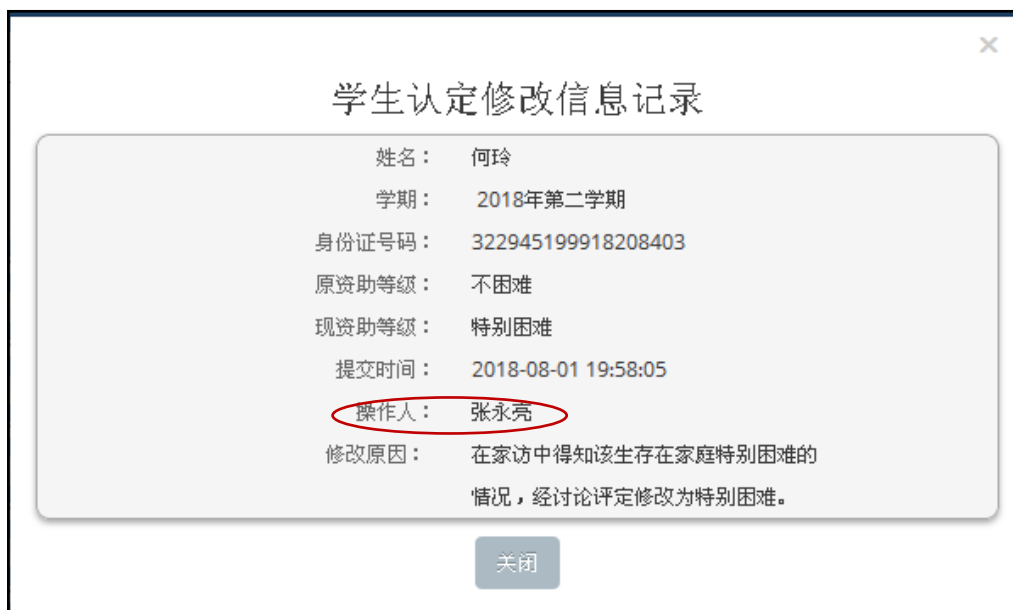 ×
学生认定修改信息记录
姓名： 何玲
学期： 2018年第二学期
身份证号码： 322945199918208403
原资助等级： 不困难
现资助等级： 特别困难
提交时间： 2018-08-01 19:58:05
操作人： 张永亮
修改原因： 在家访中得知该生存在家庭特别困难的
情况，经讨论评定修改为特别困难。
关闭